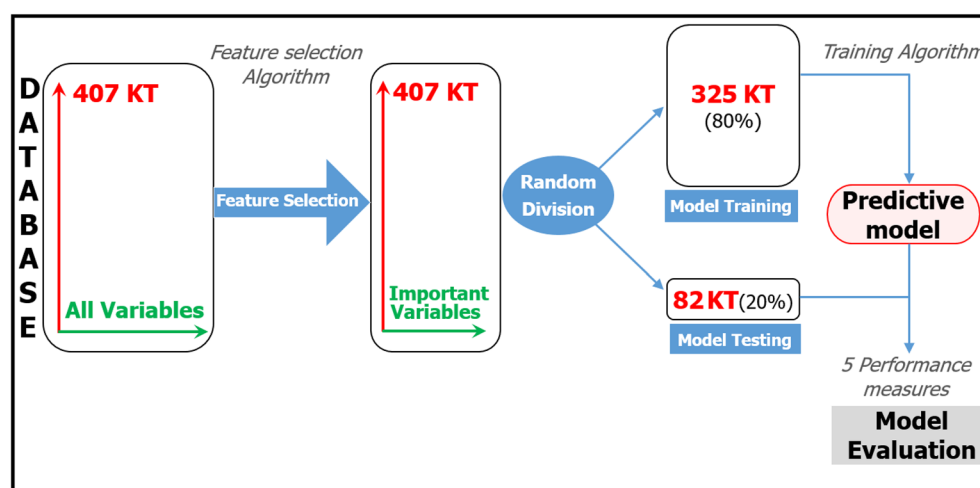 DATABASE
407 KT
All Variables
Feature selection
Algorithm
Feature Selection
407 KT
Important
Variables
Random
Division
325 KT
(80%)
Model Training
82 KT(20%)
Model Testing
Training Algorithm
Predictive
model
5 Performance
measures
Model
Evaluation